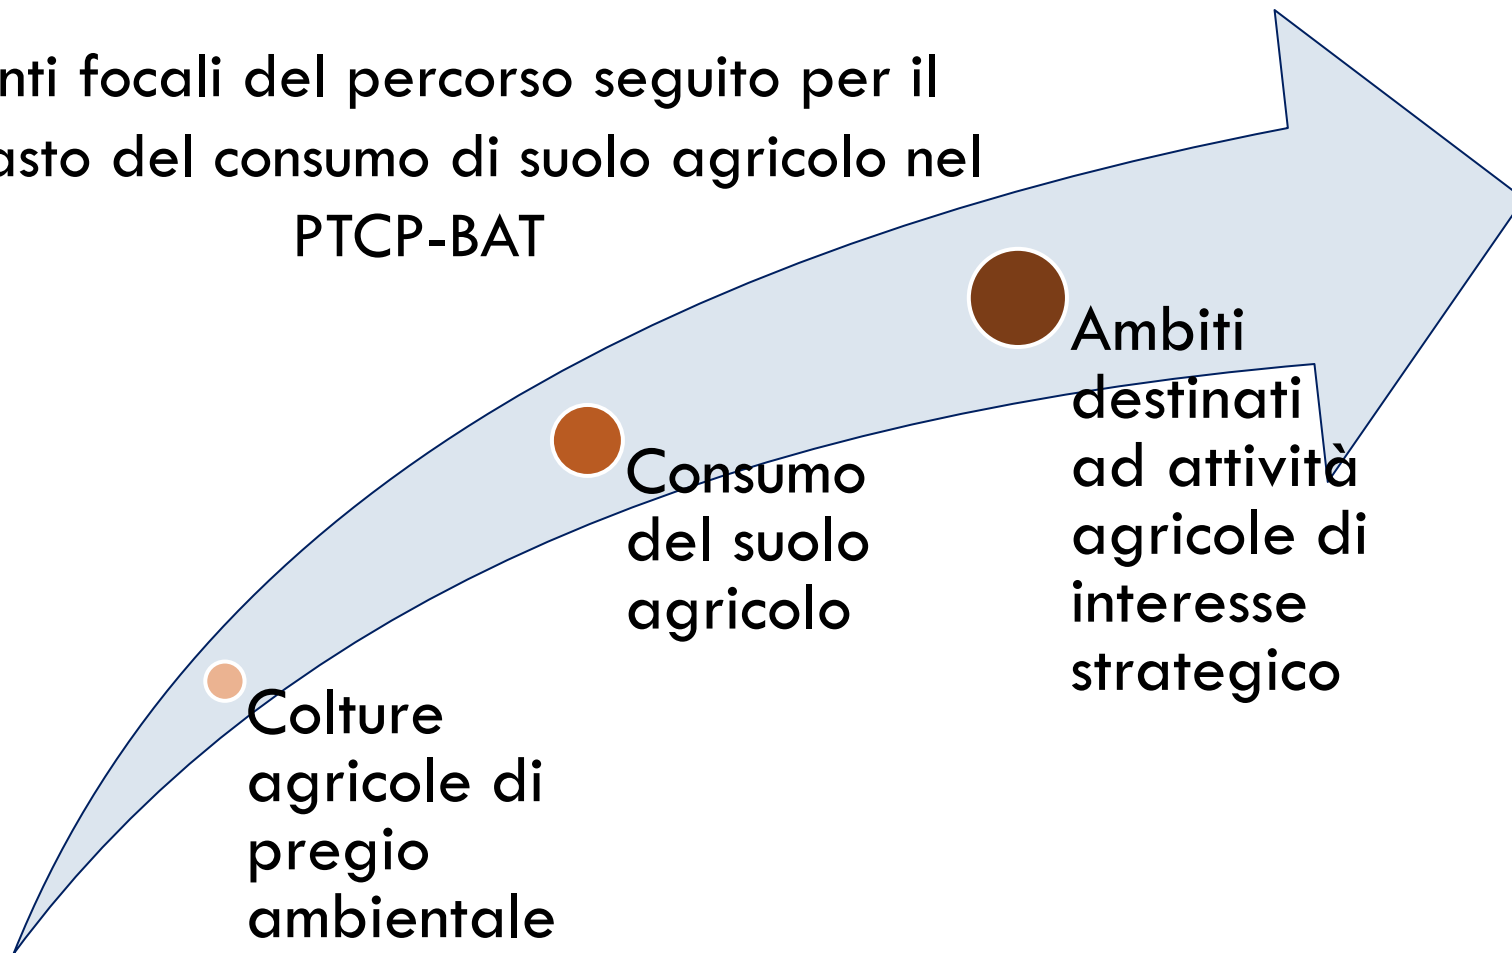 nti focali del percorso seguito per il
asto del consumo di suolo agricolo nel
PTCP-BAT
Ambiti
destinati
ad attività
agricole di
interesse
strategico
Consumo
del suolo
agricolo
Colture
agricole di
pregio
ambientale